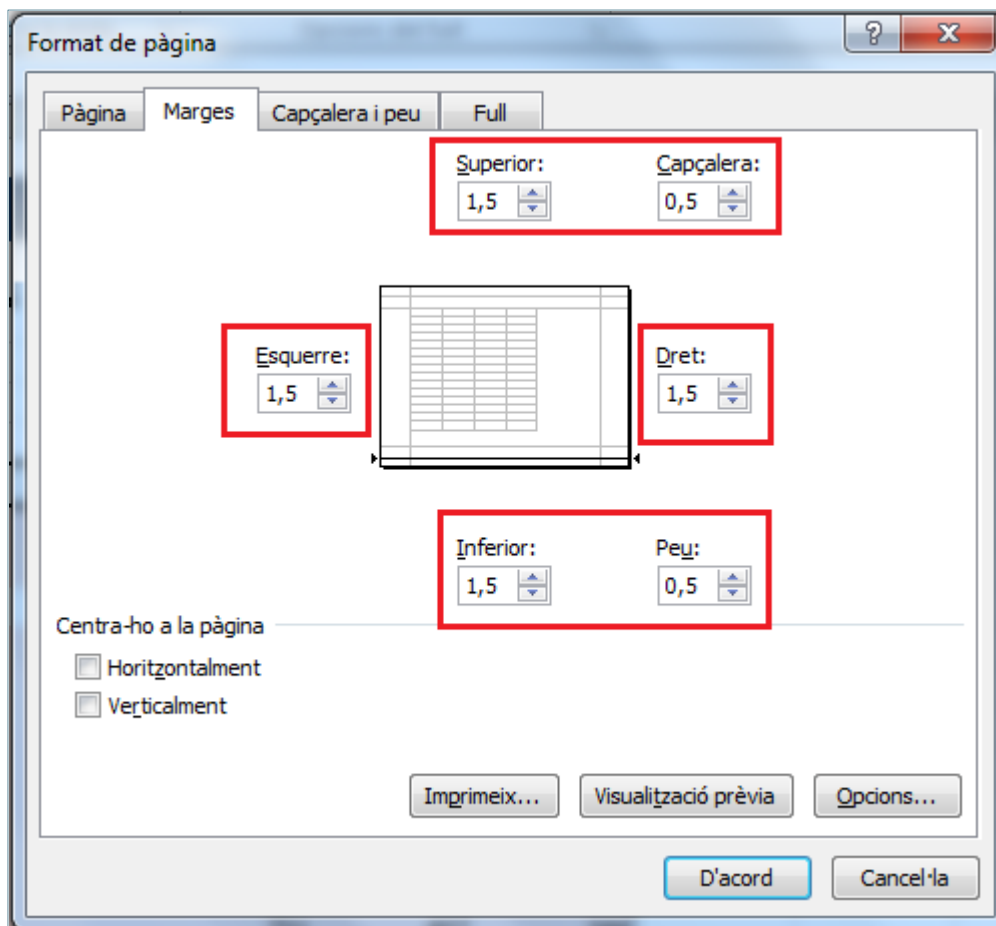 Format de pàgina
Pàgina Marges Capçalera i peu Full
Superior: Capçalera:
1,5 0,5
Esquerre: Dret:
1,5 1,5
Inferior: Peu:
1,5 0,5
Centra-ho a la pàgina
Horitzontalment
Verticalment
Imprimeix... Visualització prèvia Opcions...
D'acord Cancel·la